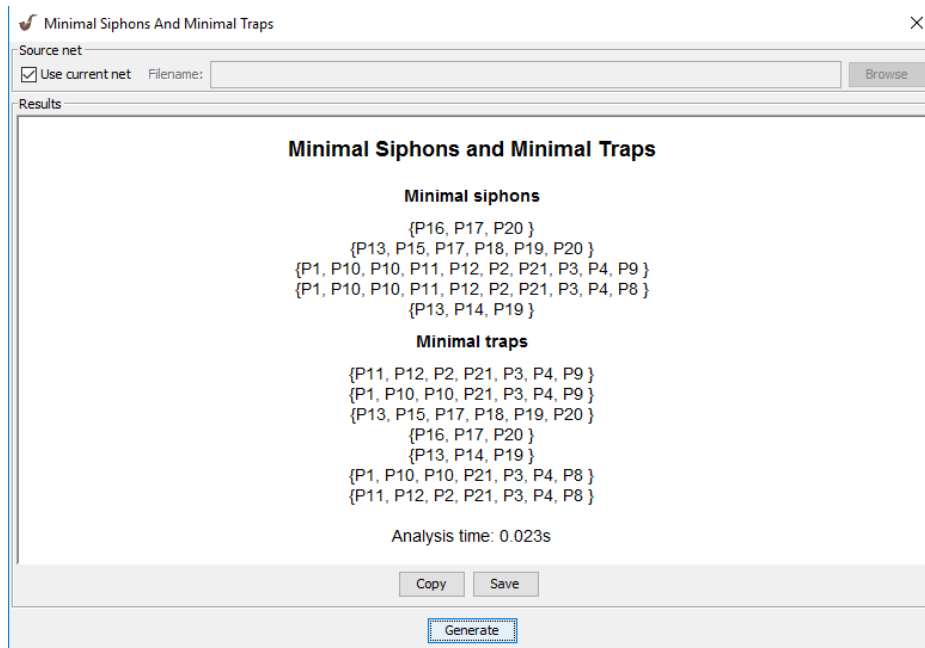 Minimal Siphons And Minimal Traps
Source net
Use current net Filename: Browse
Results
Minimal Siphons and Minimal Traps
Minimal siphons
{P16, P17, P20 }
{P13, P15, P17, P18, P19, P20 }
{P1, P10, P10, P11, P12, P2, P21, P3, P4, P9 }
{P1, P10, P10, P11, P12, P2, P21, P3, P4, P8 }
{P13, P14, P19 }
Minimal traps
{P11, P12, P2, P21, P3, P4, P9 }
{P1, P10, P10, P21, P3, P4, P9 }
{P13, P15, P17, P18, P19, P20 }
{P16, P17, P20 }
{P13, P14, P19 }
{P1, P10, P10, P21, P3, P4, P8 }
{P11, P12, P2, P21, P3, P4, P8 }
Analysis time: 0.023s
Copy Save
Generate